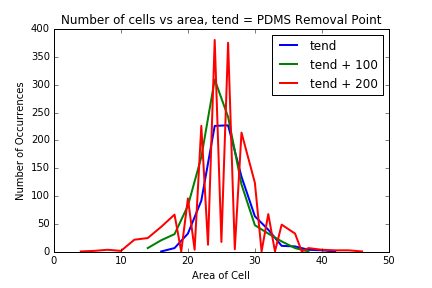 Number of cells vs area, tend = PDMS Removal Point
400
350
300
250
200
150
100
50
0
Number of Occurrences
tend
tend + 100
tend + 200
0 10 20 30 40 50
Area of Cell